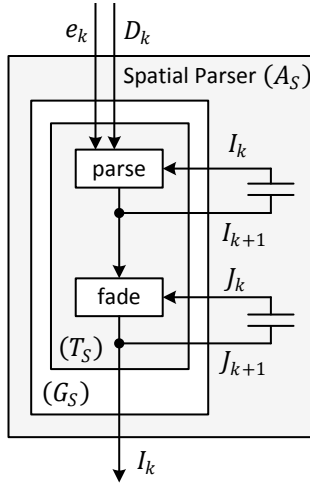 e_k D_k
Spatial Parser (A_S)
parse
I_k
I_{k+1}
fade
J_k
(T_S)
J_{k+1}
(G_S)
I_k